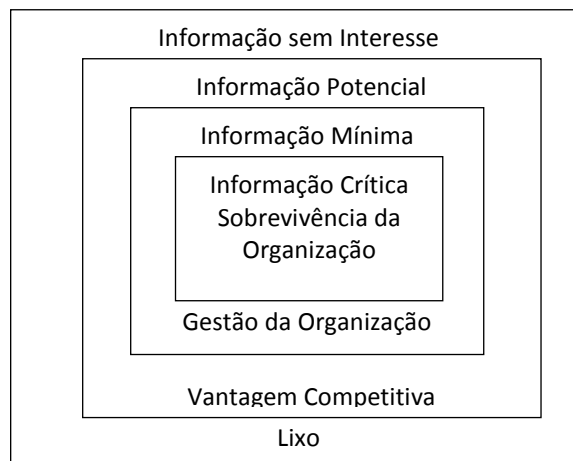 Informação sem Interesse
Informação Potencial
Informação Mínima
Informação Crítica
Sobrevivência da
Organização
Gestão da Organização
Vantagem Competitiva
Lixo